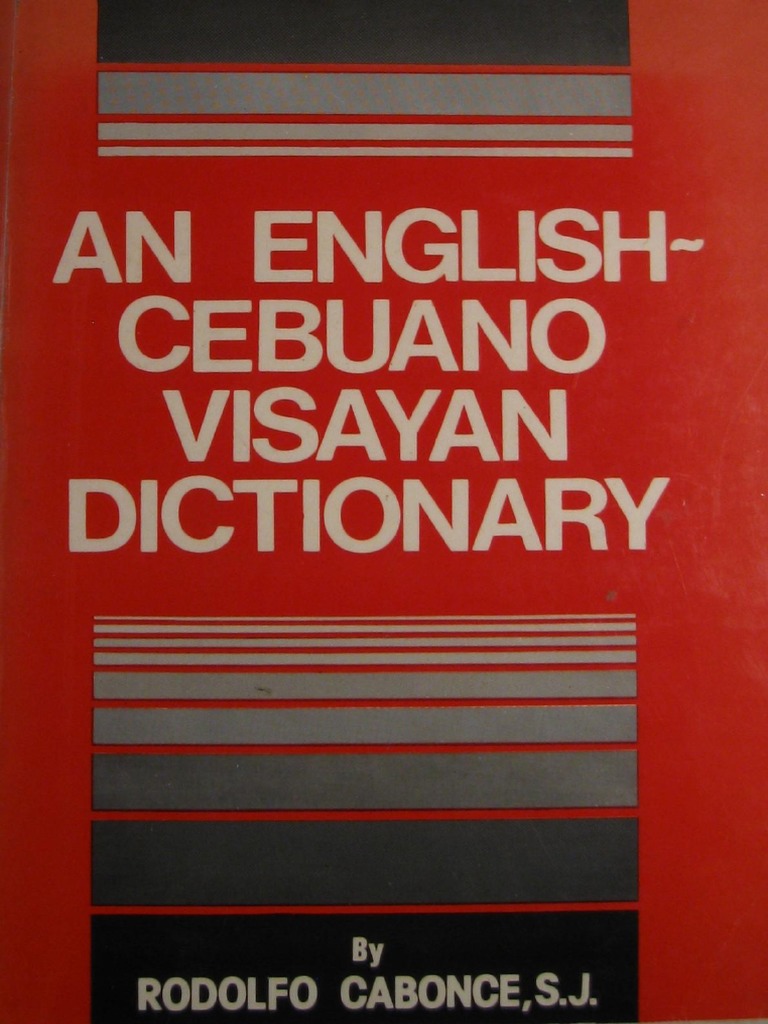 AN ENGLISH~
CEBUANO
VISAYAN
DICTIONARY
By
RODOLFO CABONCE, S.J.